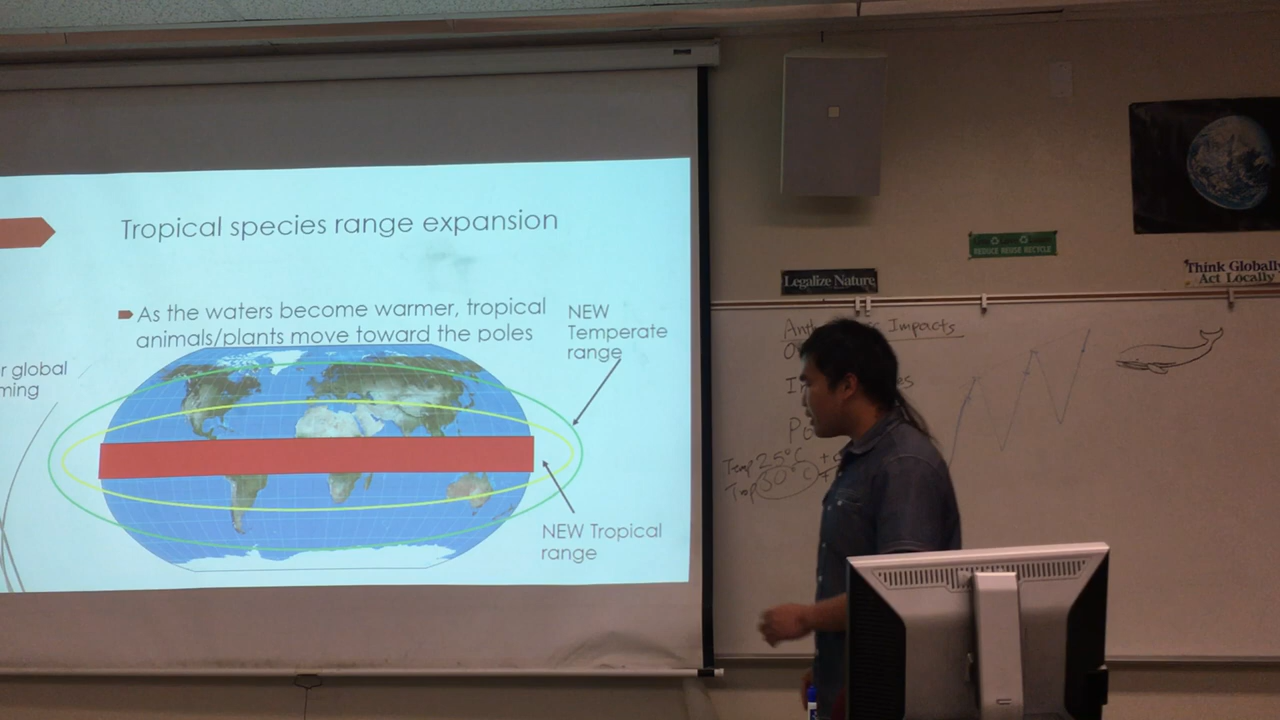 Tropical species range expansion
As the waters become warmer, tropical
animals/plants move toward the poles
NEW
Temperate
range
r global
ming
NEW Tropical
range
Legalize Nature
REDUCE REUSE RECYCLE
Think Globally
Act Locally
Impacts
Temp 25°C
Trop 30°C